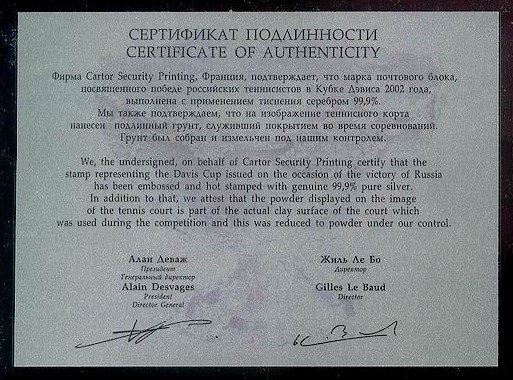 СЕРТИФИКАТ ПОДЛИННОСТИ
CERTIFICATE OF AUTHENTICITY
Фирма Cartor Security Printing, Франция, подтверждает, что марка почтового блока,
посвященного победе российских теннисистов в Кубке Дэвиса 2002 года,
выполнена с применением тиснения серебром 99,9%.
Мы также подтверждаем, что на изображение теннисного корта
нанесен подлинный грунт, служивший покрытием во время соревнований.
Грунт был собран и измельчен под нашим контролем.
We, the undersigned, on behalf of Cartor Security Printing certify that the
stamp representing the Davis Cup issued on the occasion of the victory of Russia
has been embossed and hot stamped with genuine 99,9% pure silver.
In addition to that, we attest that the powder displayed on the image
of the tennis court is part of the actual clay surface of the court which
was used during the competition and this was reduced to powder under our control.
Алан Деваж
Президент
Генеральный директор
Alain Desvages
President
Director General
Жиль Ле Бо
Директор
Gilles Le Baud
Director